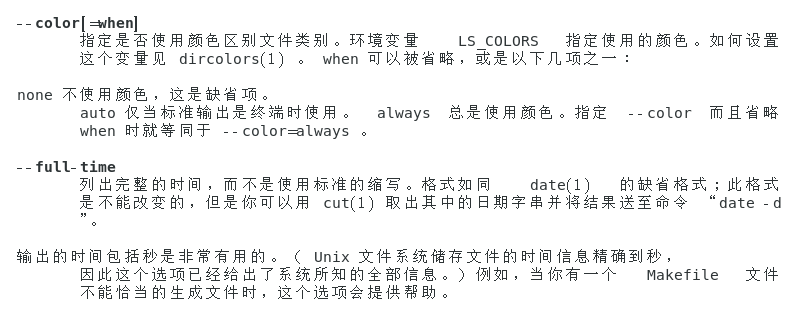 --color[=when]
指定是否使用颜色区别文件类别。环境变量 LS_COLORS 指定使用的颜色。如何设置
这个变量见 dircolors(1) 。 when 可以被省略，或是以下几项之一：
none 不使用颜色，这是缺省项。
auto 仅当标准输出是终端时使用。 always 总是使用颜色。指定 --color 而且省略
when 时就等同于 --color=always 。
--full-time
列出完整的时间，而不是使用标准的缩写。格式如同 date(1) 的缺省格式；此格式
是不能改变的，但是你可以用 cut(1) 取出其中的日期字串并将结果送至命令 “date -d
”。
输出的时间包括秒是非常有用的。（ Unix 文件系统储存文件的时间信息精确到秒，
因此这个选项已经给出了系统所知的全部信息。）例如，当你有一个 Makefile 文件
不能恰当的生成文件时，这个选项会提供帮助。